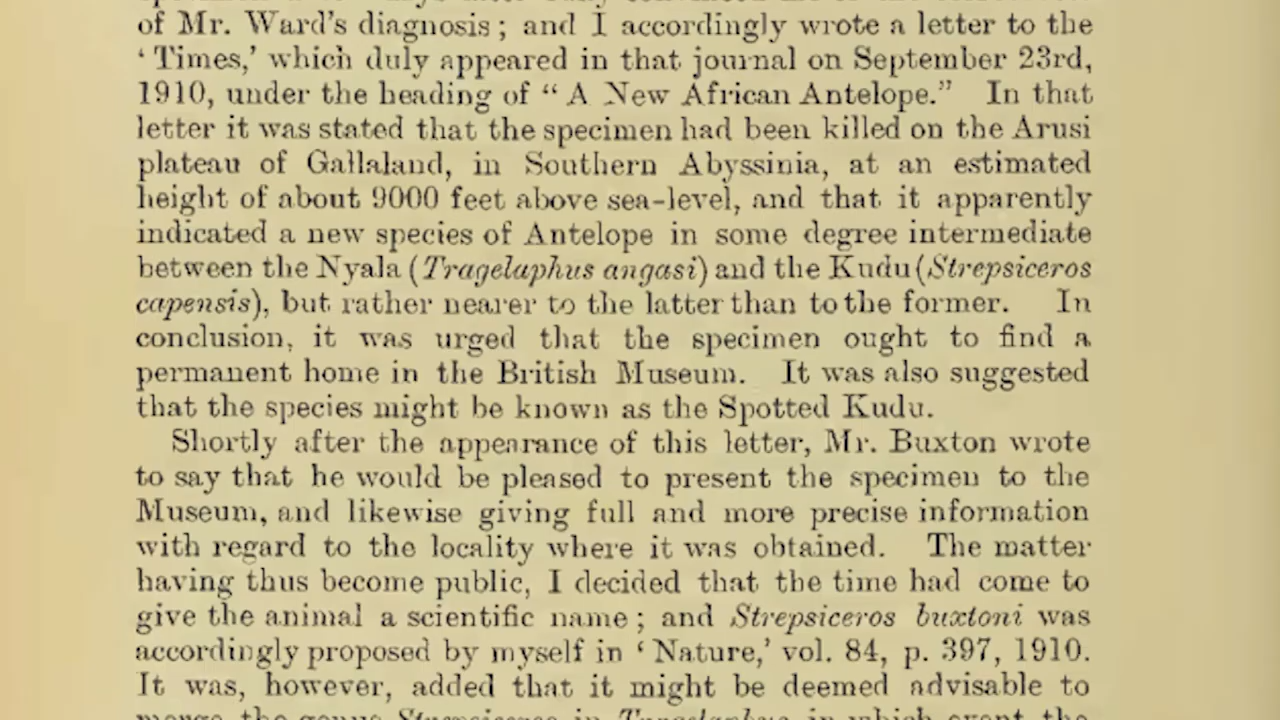 of Mr. Ward's diagnosis ; and I accordingly wrote a letter to the
‘ Times,’ which duly appeared in that journal on September 23rd,
1910, under the heading of “ A New African Antelope.” In that
letter it was stated that the specimen had been killed on the Arusi
plateau of Gallaland, in Southern Abyssinia, at an estimated
height of about 9000 feet above sea-level, and that it apparently
indicated a new species of Antelope in some degree intermediate
between the Nyala (Tragelaphus angasi) and the Kudu (Strepsiceros
capensis), but rather nearer to the latter than to the former. In
conclusion, it was urged that the specimen ought to find a
permanent home in the British Museum. It was also suggested
that the species might be known as the Spotted Kudu.
Shortly after the appearance of this letter, Mr. Buxton wrote
to say that he would be pleased to present the specimen to the
Museum, and likewise giving full and more precise information
with regard to the locality where it was obtained. The matter
having thus become public, I decided that the time had come to
give the animal a scientific name ; and Strepsiceros buxtoni was
accordingly proposed by myself in ‘ Nature,’ vol. 84, p. 397, 1910.
It was, however, added that it might be deemed advisable to
merge the genus Strepsiceros in Tragelaphus in which event the